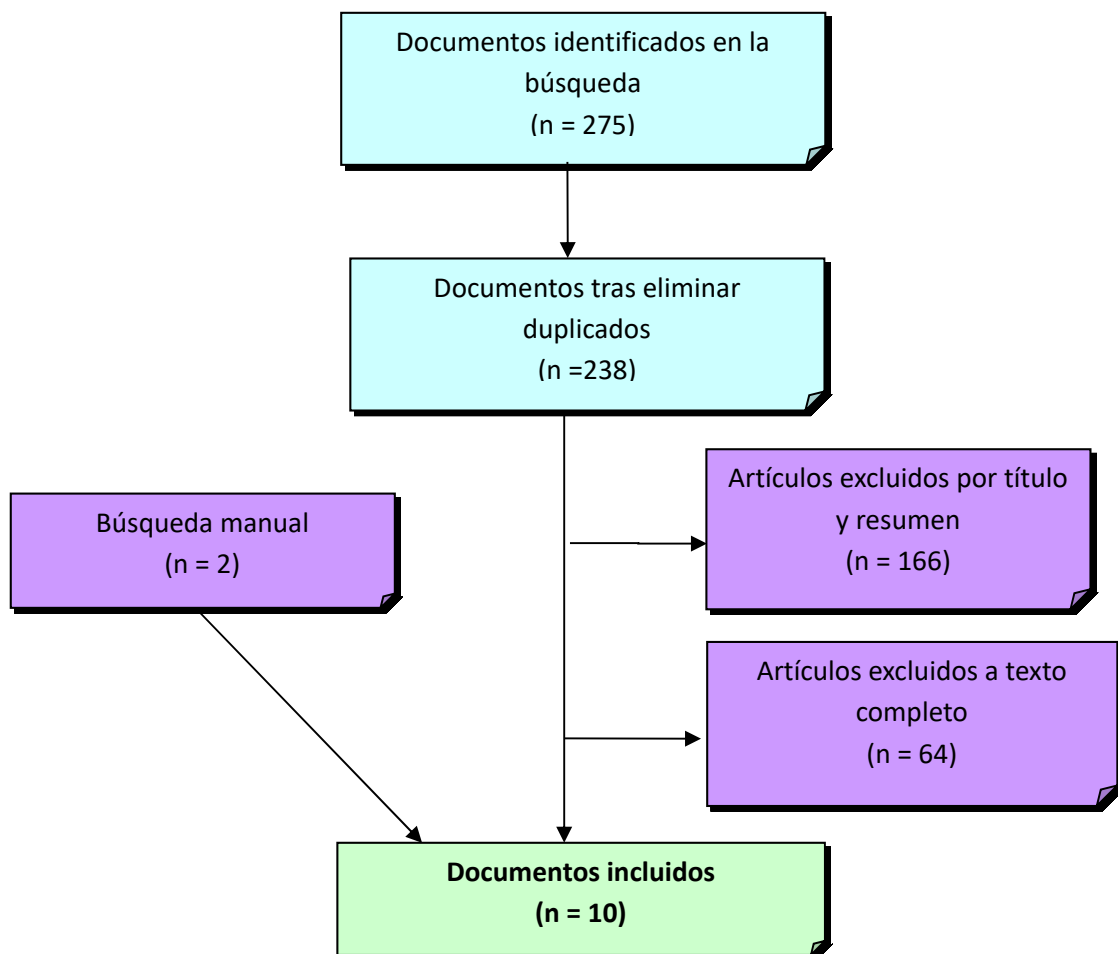 Documentos identificados en la
búsqueda
(n = 275)
Documentos tras eliminar
duplicados
(n =238)
Artículos excluidos por título
y resumen
(n = 166)
Búsqueda manual
(n = 2)
Artículos excluidos a texto
completo
(n = 64)
Documentos incluidos
(n = 10)